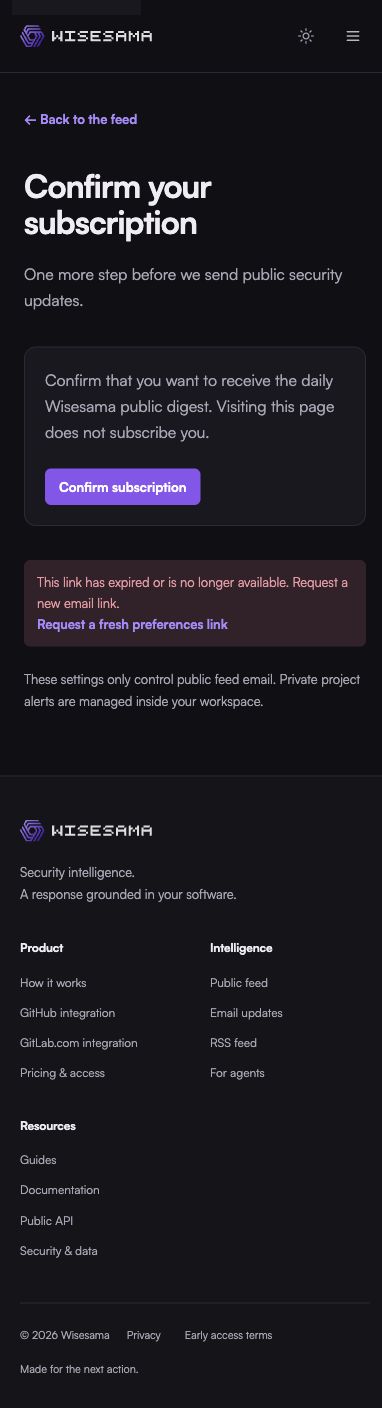 WISESAMA
← Back to the feed
Confirm your
subscription
One more step before we send public security
updates.
Confirm that you want to receive the daily
Wisesama public digest. Visiting this page
does not subscribe you.
Confirm subscription
This link has expired or is no longer available. Request a
new email link.
Request a fresh preferences link
These settings only control public feed email. Private project
alerts are managed inside your workspace.
WISESAMA
Security intelligence.
A response grounded in your software.
Product
How it works
GitHub integration
GitLab.com integration
Pricing & access
Intelligence
Public feed
Email updates
RSS feed
For agents
Resources
Guides
Documentation
Public API
Security & data
© 2026 Wisesama Privacy Early access terms
Made for the next action.